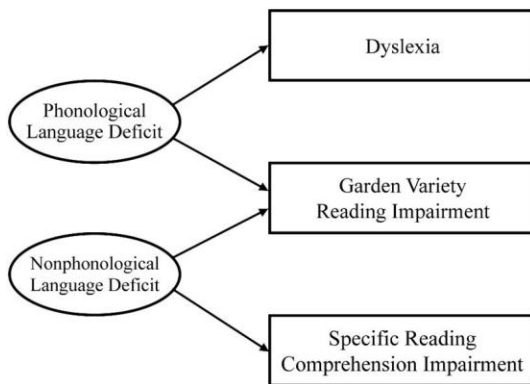 Dyslexia
Phonological
Language Deficit
Garden Variety
Reading Impairment
Nonphonological
Language Deficit
Specific Reading
Comprehension Impairment